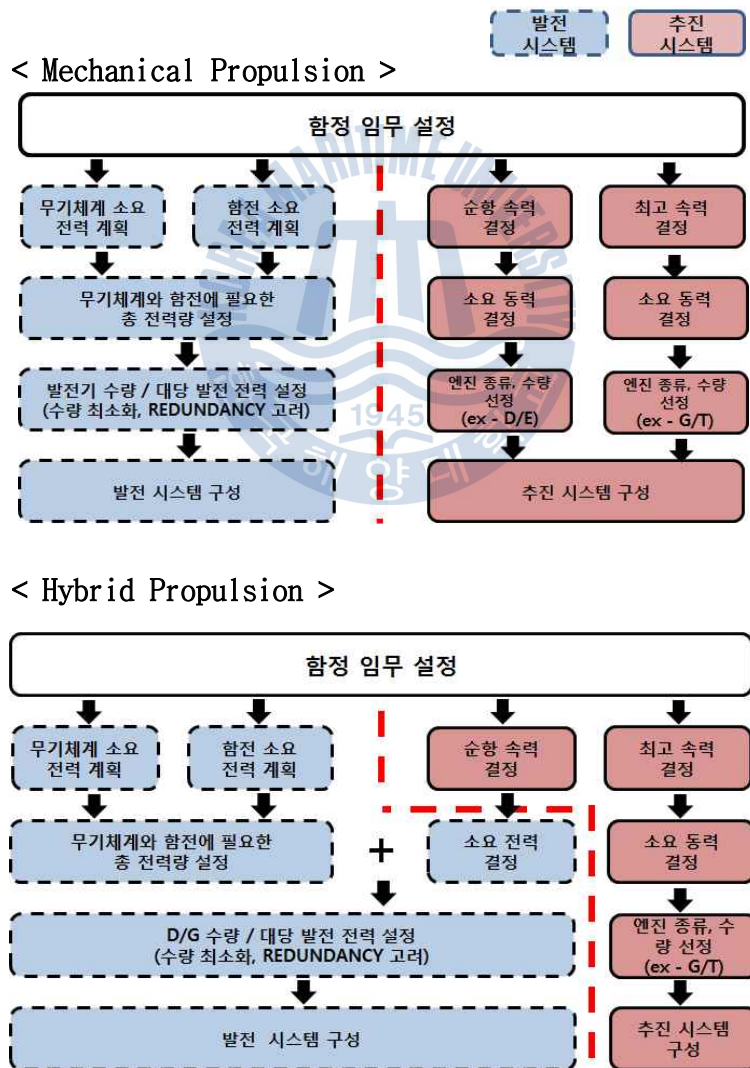 발전
시스템
추진
시스템
< Mechanical Propulsion >
함정 임무 설정
무기체계 소요
전력 계획
함전 소요
전력 계획
순항 속력
결정
최고 속력
결정
무기체계와 함전에 필요한
총 전력량 설정
소요 동력
결정
소요 동력
결정
발전기 수량 / 대당 발전 전력 설정
(수량 최소화, REDUNDANCY 고려)
엔진 종류, 수량
선정
(ex - D/E)
엔진 종류, 수량
선정
(ex - G/T)
발전 시스템 구성
추진 시스템 구성
1945
< Hybrid Propulsion >
함정 임무 설정
무기체계 소요
전력 계획
함전 소요
전력 계획
순항 속력
결정
최고 속력
결정
무기체계와 함전에 필요한
총 전력량 설정
+
소요 전력
결정
소요 동력
결정
D/G 수량 / 대당 발전 전력 설정
(수량 최소화, REDUNDANCY 고려)
엔진 종류, 수
량 선정
(ex - G/T)
발전 시스템 구성
추진 시스템
구성